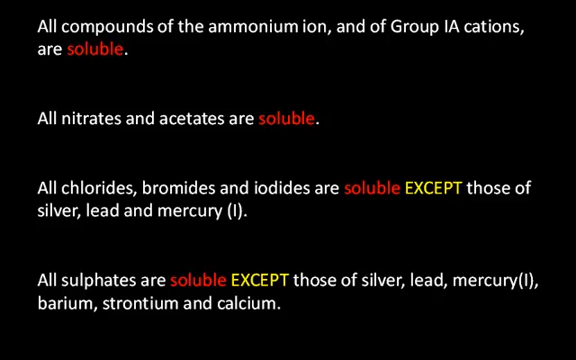 All compounds of the ammonium ion, and of Group IA cations,
are soluble.
All nitrates and acetates are soluble.
All chlorides, bromides and iodides are soluble EXCEPT those of
silver, lead and mercury (I).
All sulphates are soluble EXCEPT those of silver, lead, mercury(I),
barium, strontium and calcium.